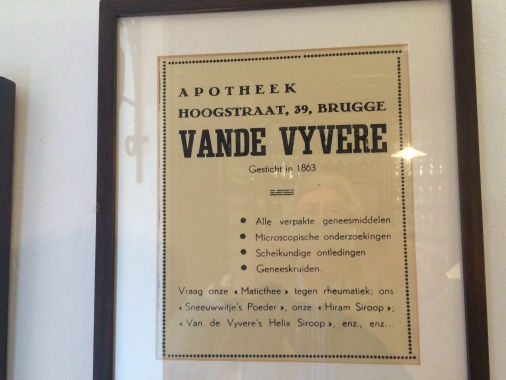 APOTHEEK
HOOGSTRAAT, 39, BRUGGE
VANDE VYVERE
Gesticht in 1863
• Alle verpakte geneesmiddelen
• Microscopische onderzoekingen
• Scheikundige ontledingen
• Geneeskruiden.
Vraag onze « Maticthee » tegen rheumatiek; ons
« Sneeuwwitje's Poeder », onze « Hiram Siroop »;
« Van de Vyvere's Helix Siroop », enz., enz...